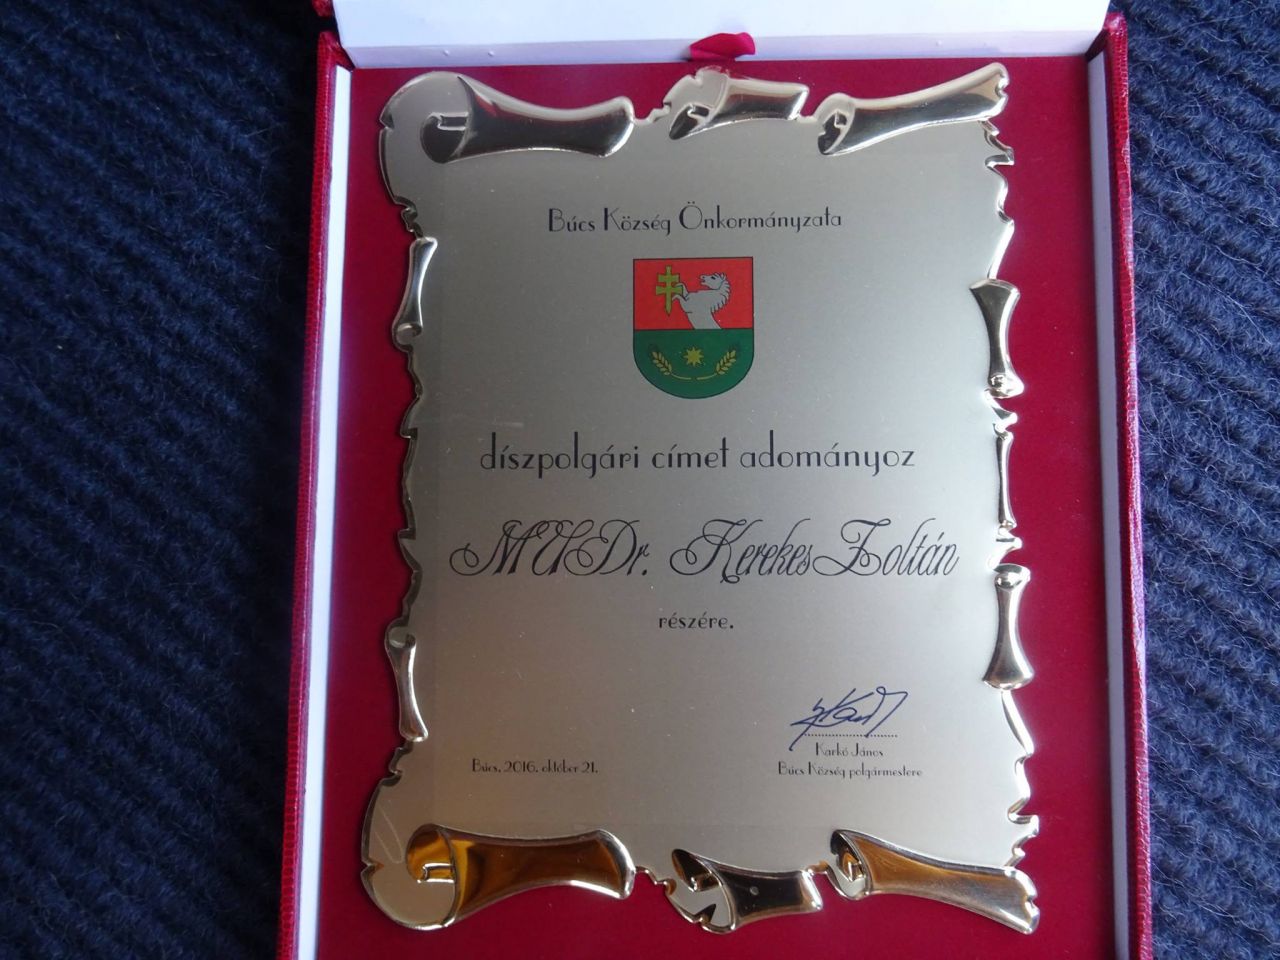 Búcs Község Önkormányzata
díszpolgári címet adományoz
MUDr. Kerekes Zoltán
részére.
Karkó János
Búcs, 2016. október 21.
Búcs Község polgármestere